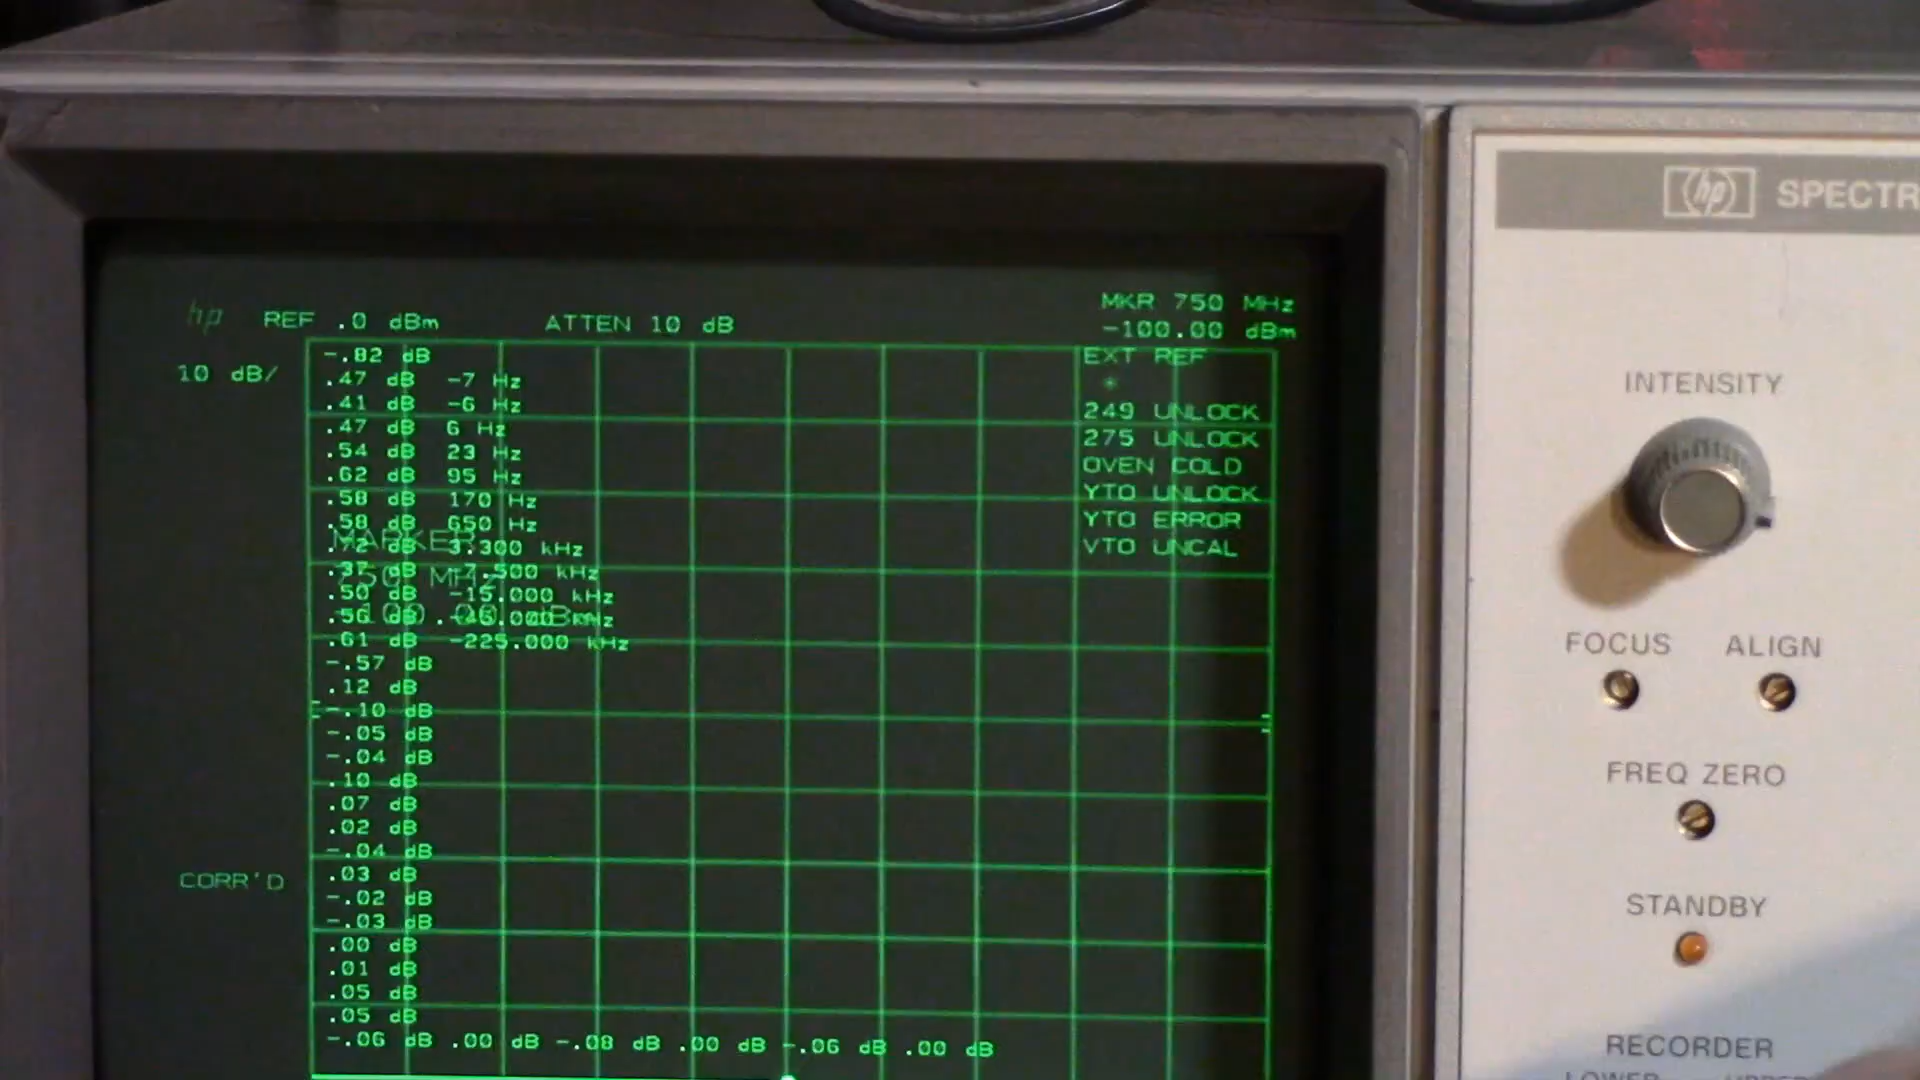 hp REF .0 dBm ATTEN 10 dB MKR 750 MHz
-100.00 dBm
10 dB/
-.82 dB
.47 dB -7 Hz
.41 dB -6 Hz
.47 dB 6 Hz
.54 dB 23 Hz
.62 dB 95 Hz
.58 dB 170 Hz
.58 dB 650 Hz
.72 dB 3.300 kHz
.37 dB -7.500 kHz
.50 dB -15.000 kHz
.56 dB -45.000 kHz
.61 dB -225.000 kHz
-.57 dB
.12 dB
-.10 dB
-.05 dB
-.04 dB
.10 dB
.07 dB
.02 dB
-.04 dB
.03 dB
-.02 dB
-.03 dB
.00 dB
.01 dB
.05 dB
.05 dB
-.06 dB .00 dB -.08 dB .00 dB -.06 dB .00 dB
MARKER
750 MHz
-100.00 dBm
EXT REF
*
249 UNLOCK
275 UNLOCK
OVEN COLD
YTO UNLOCK
YTO ERROR
VTO UNCAL
CORR'D
hp SPECTR
INTENSITY
FOCUS ALIGN
FREQ ZERO
STANDBY
RECORDER
LOWER UPPER